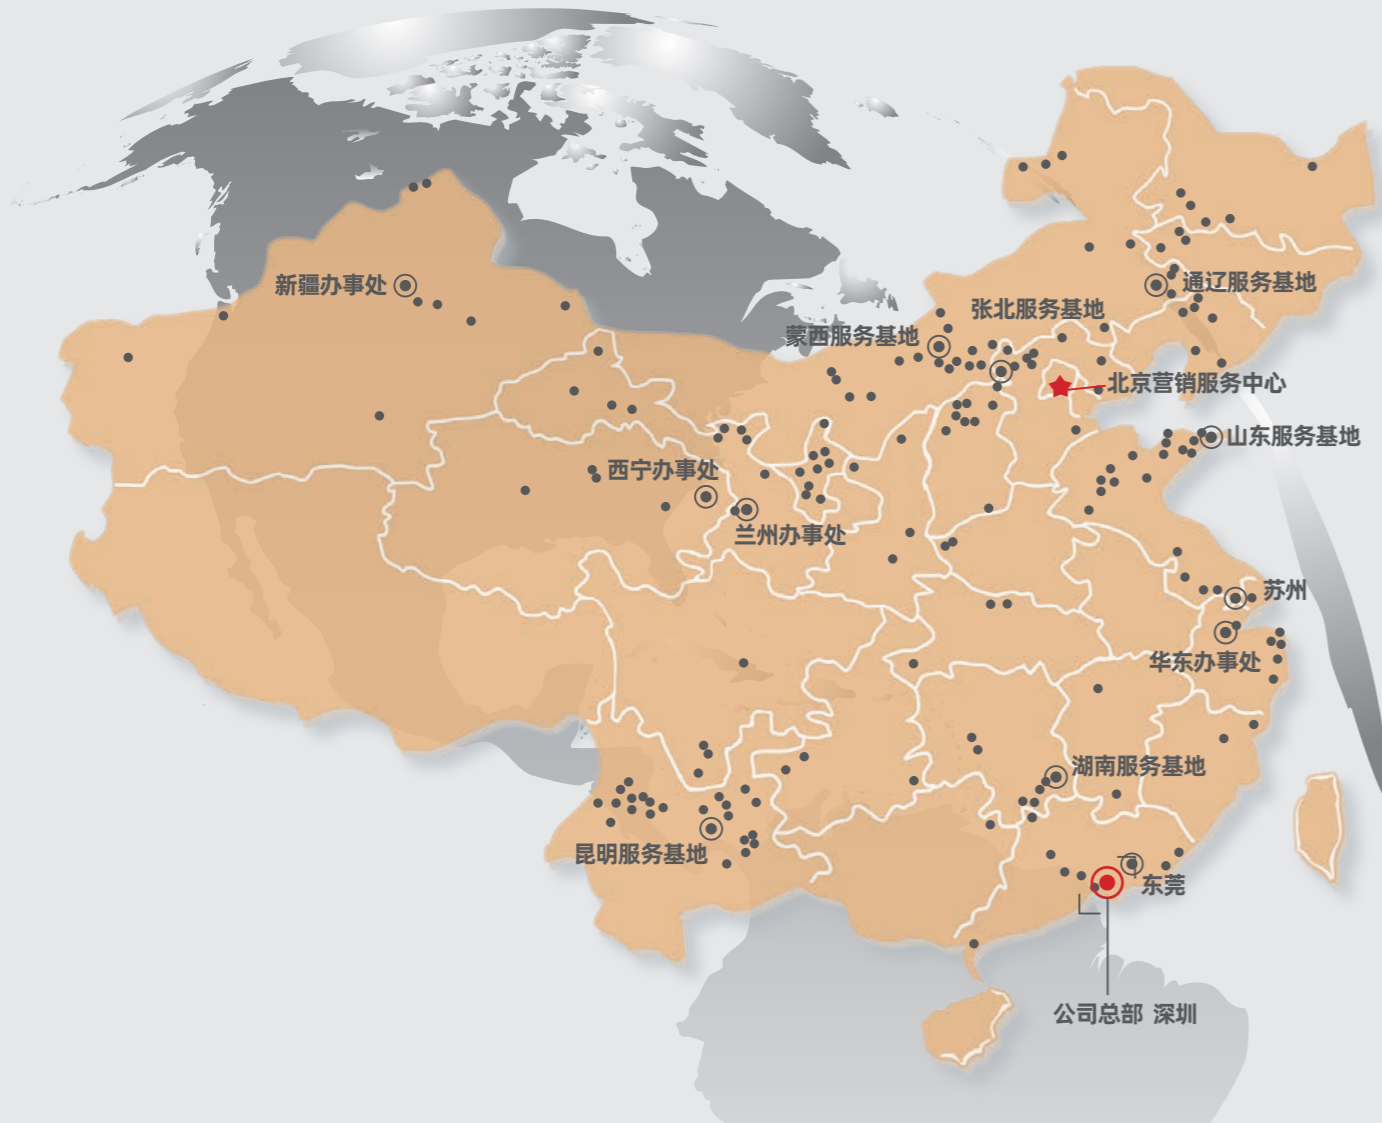 新疆办事处
通辽服务基地
张北服务基地
蒙西服务基地
北京营销服务中心
山东服务基地
西宁办事处
兰州办事处
苏州
华东办事处
湖南服务基地
昆明服务基地
东莞
公司总部 深圳